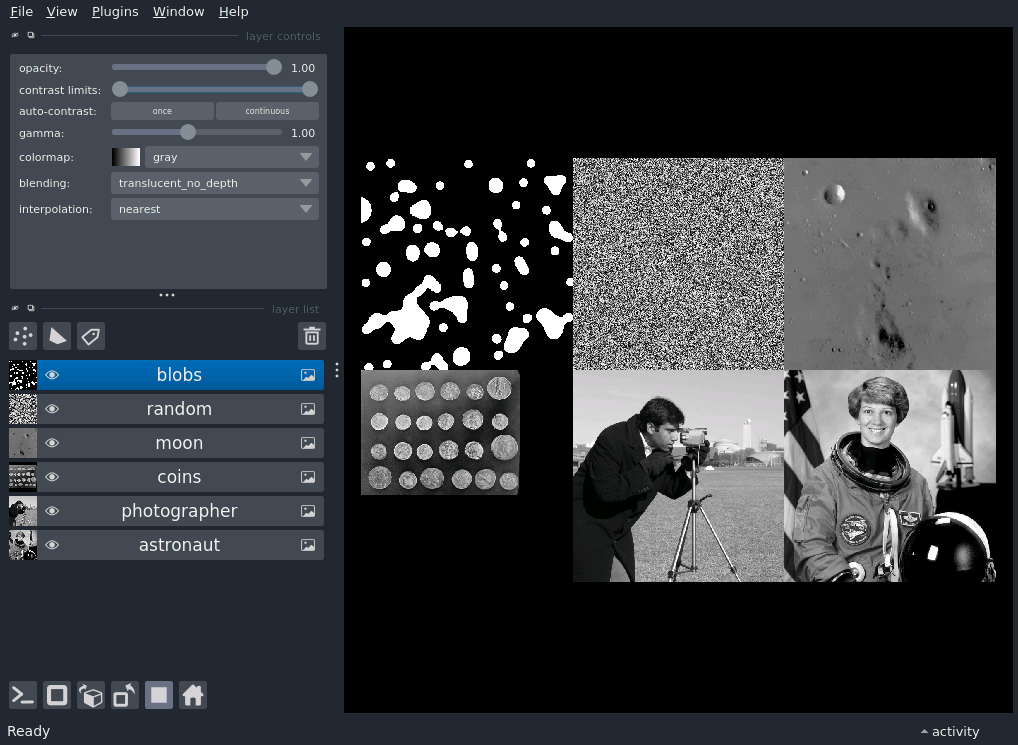 File View Plugins Window Help
layer controls
opacity: 1.00
contrast limits:
auto-contrast: once continuous
gamma: 1.00
colormap: gray
blending: translucent_no_depth
interpolation: nearest
layer list
blobs
random
moon
coins
photographer
astronaut
Ready
activity